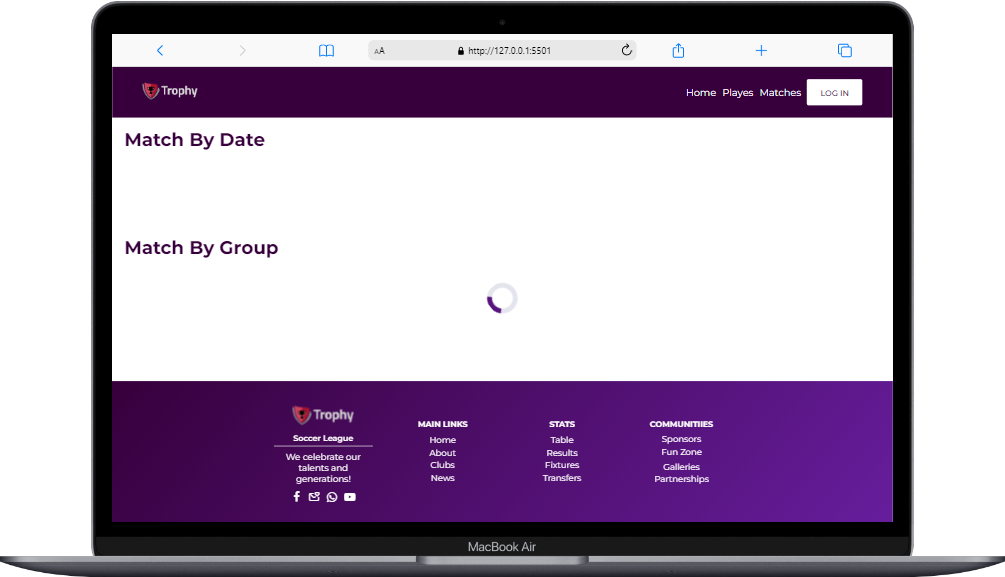 AA
http://127.0.0.1:5501
Trophy
Home Playes Matches LOG IN
Match By Date
Match By Group
Trophy
Soccer League
We celebrate our
talents and
generations!
MAIN LINKS
Home
About
Clubs
News
STATS
Table
Results
Fixtures
Transfers
COMMUNITIIES
Sponsors
Fun Zone
Galleries
Partnerships
MacBook Air